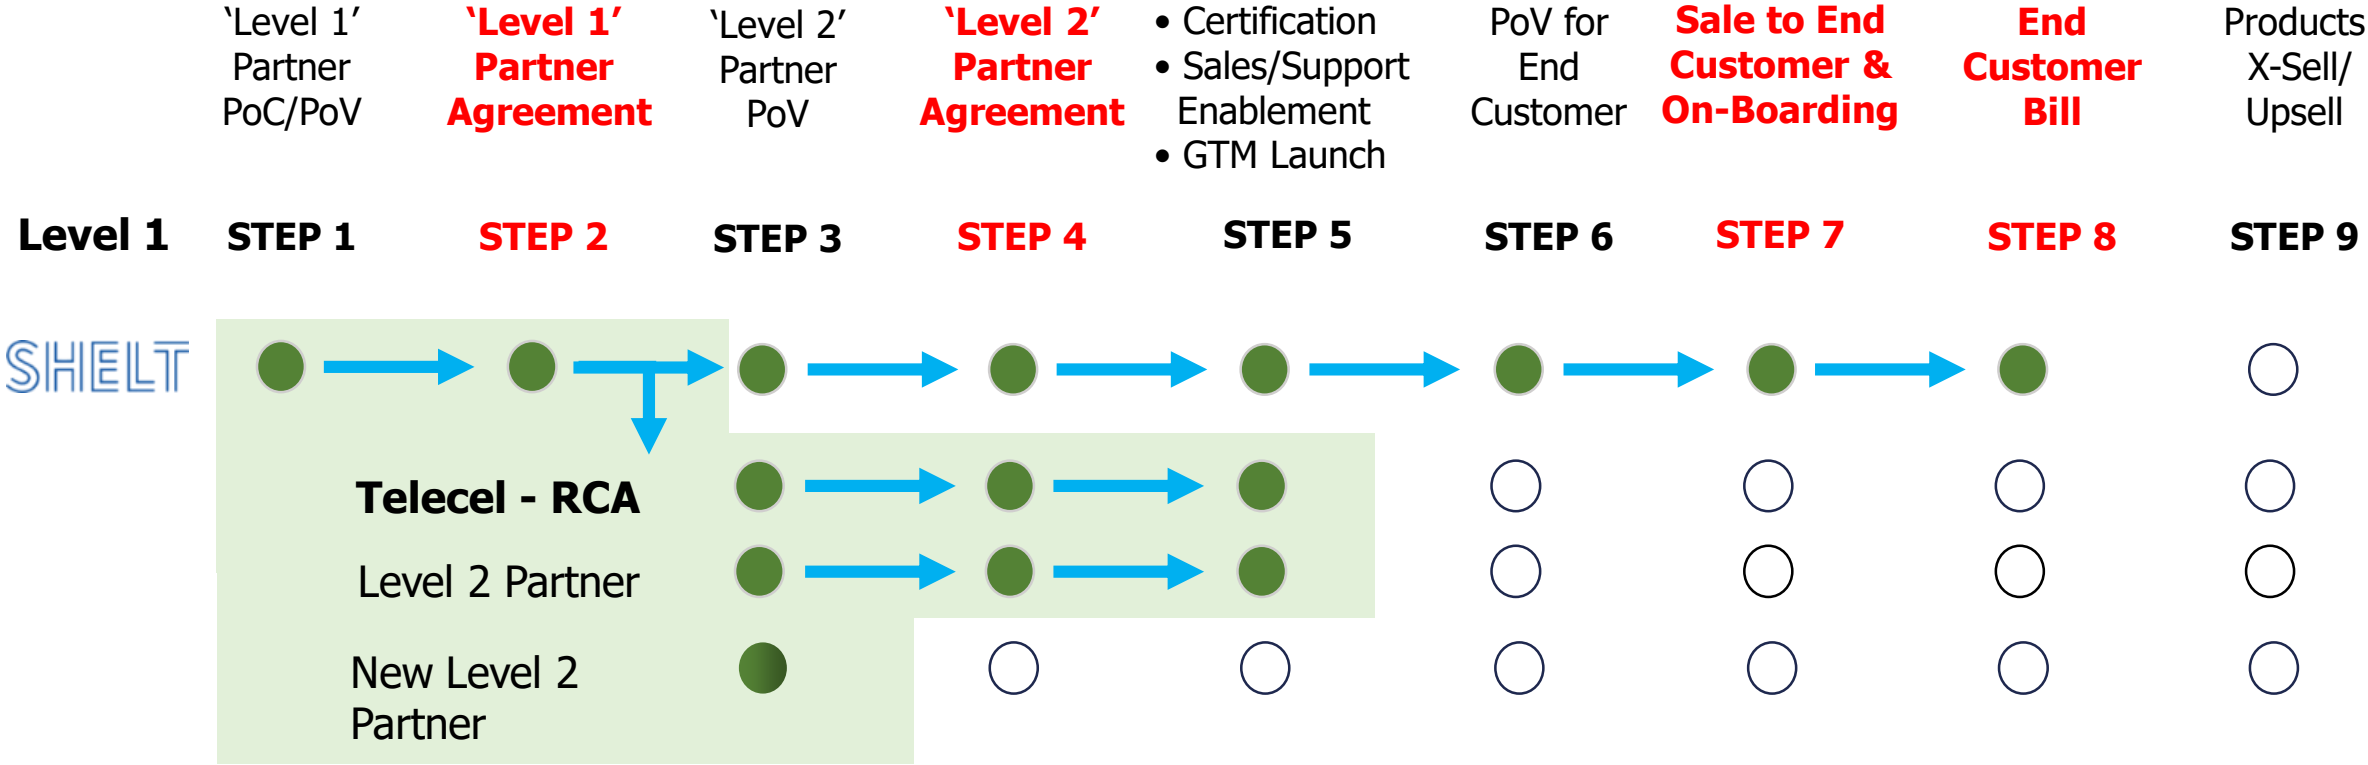 ‘Level 1’
Partner
PoC/PoV
‘Level 1’
Partner
Agreement
‘Level 2’
Partner
PoV
‘Level 2’
Partner
Agreement
• Certification
• Sales/Support
Enablement
• GTM Launch
PoV for
End
Customer
Sale to End
Customer &
On-Boarding
End
Customer
Bill
Products
X-Sell/
Upsell
Level 1 STEP 1 STEP 2 STEP 3 STEP 4 STEP 5 STEP 6 STEP 7 STEP 8 STEP 9
SHELT
Telecel - RCA
Level 2 Partner
New Level 2
Partner